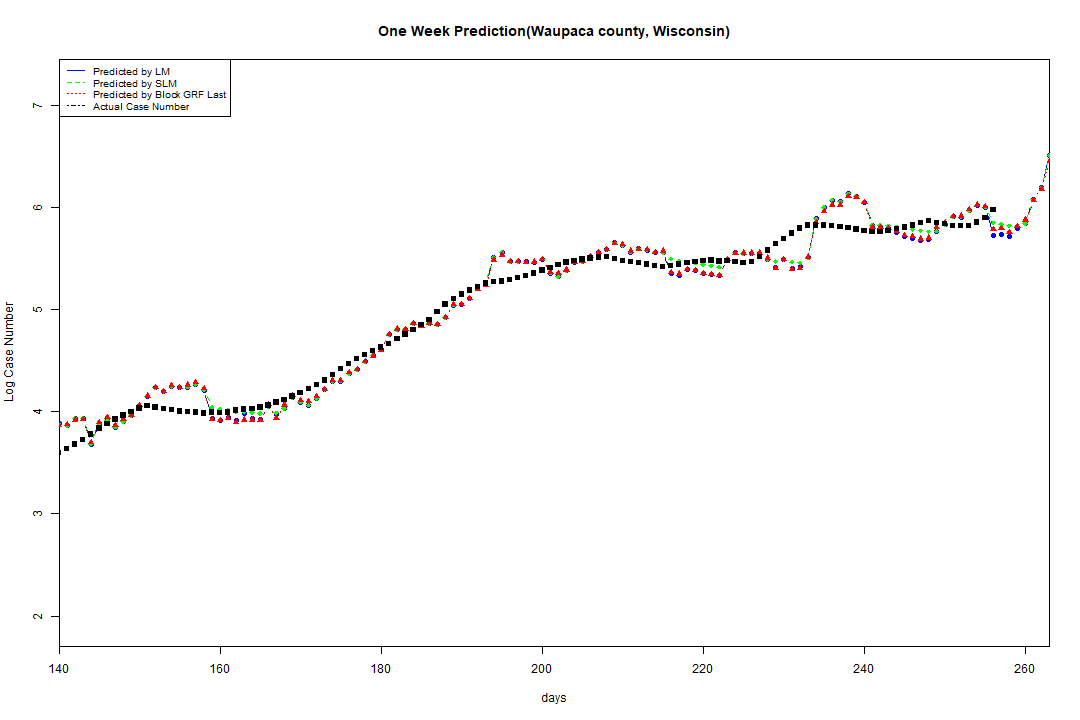 One Week Prediction(Waupaca county, Wisconsin)
Predicted by LM
Predicted by SLM
Predicted by Block GRF Last
Actual Case Number
7
6
5
4
3
2
Log Case Number
140 160 180 200 220 240 260
days